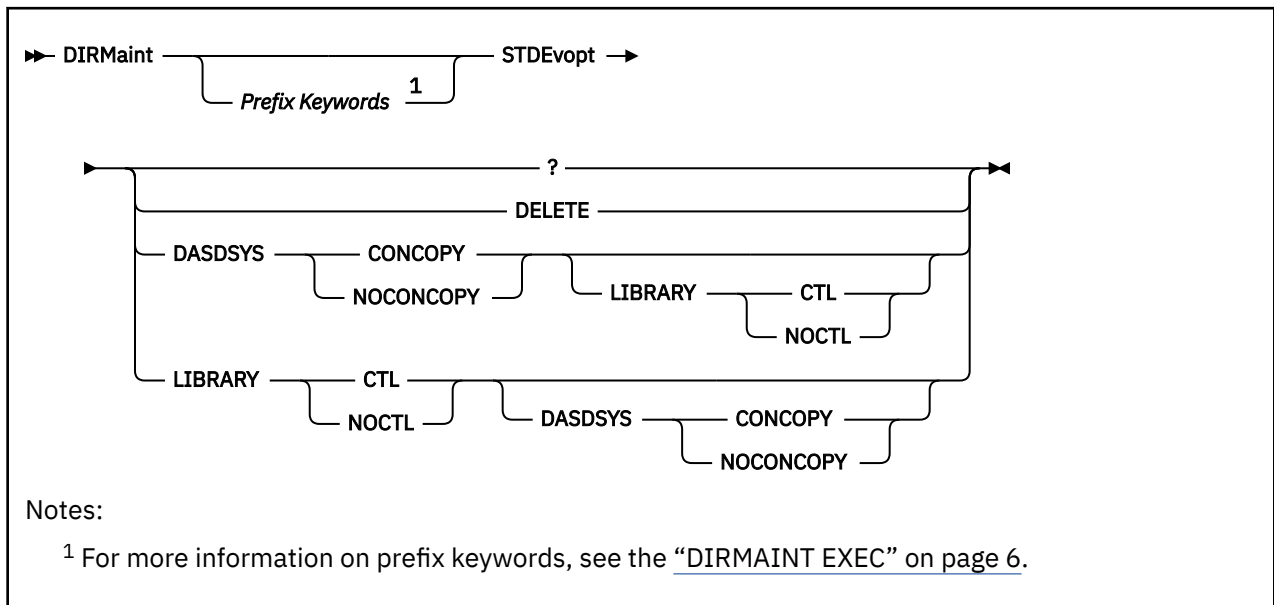 DIRMaint STDEvopt
Prefix Keywords 1
?
DELETE
DASDSYS CONCOPY
NOCONCOPY LIBRARY CTL
NOCTL
LIBRARY CTL
NOCTL DASDSYS CONCOPY
NOCONCOPY
Notes:
1 For more information on prefix keywords, see the “DIRMAINT EXEC” on page 6.